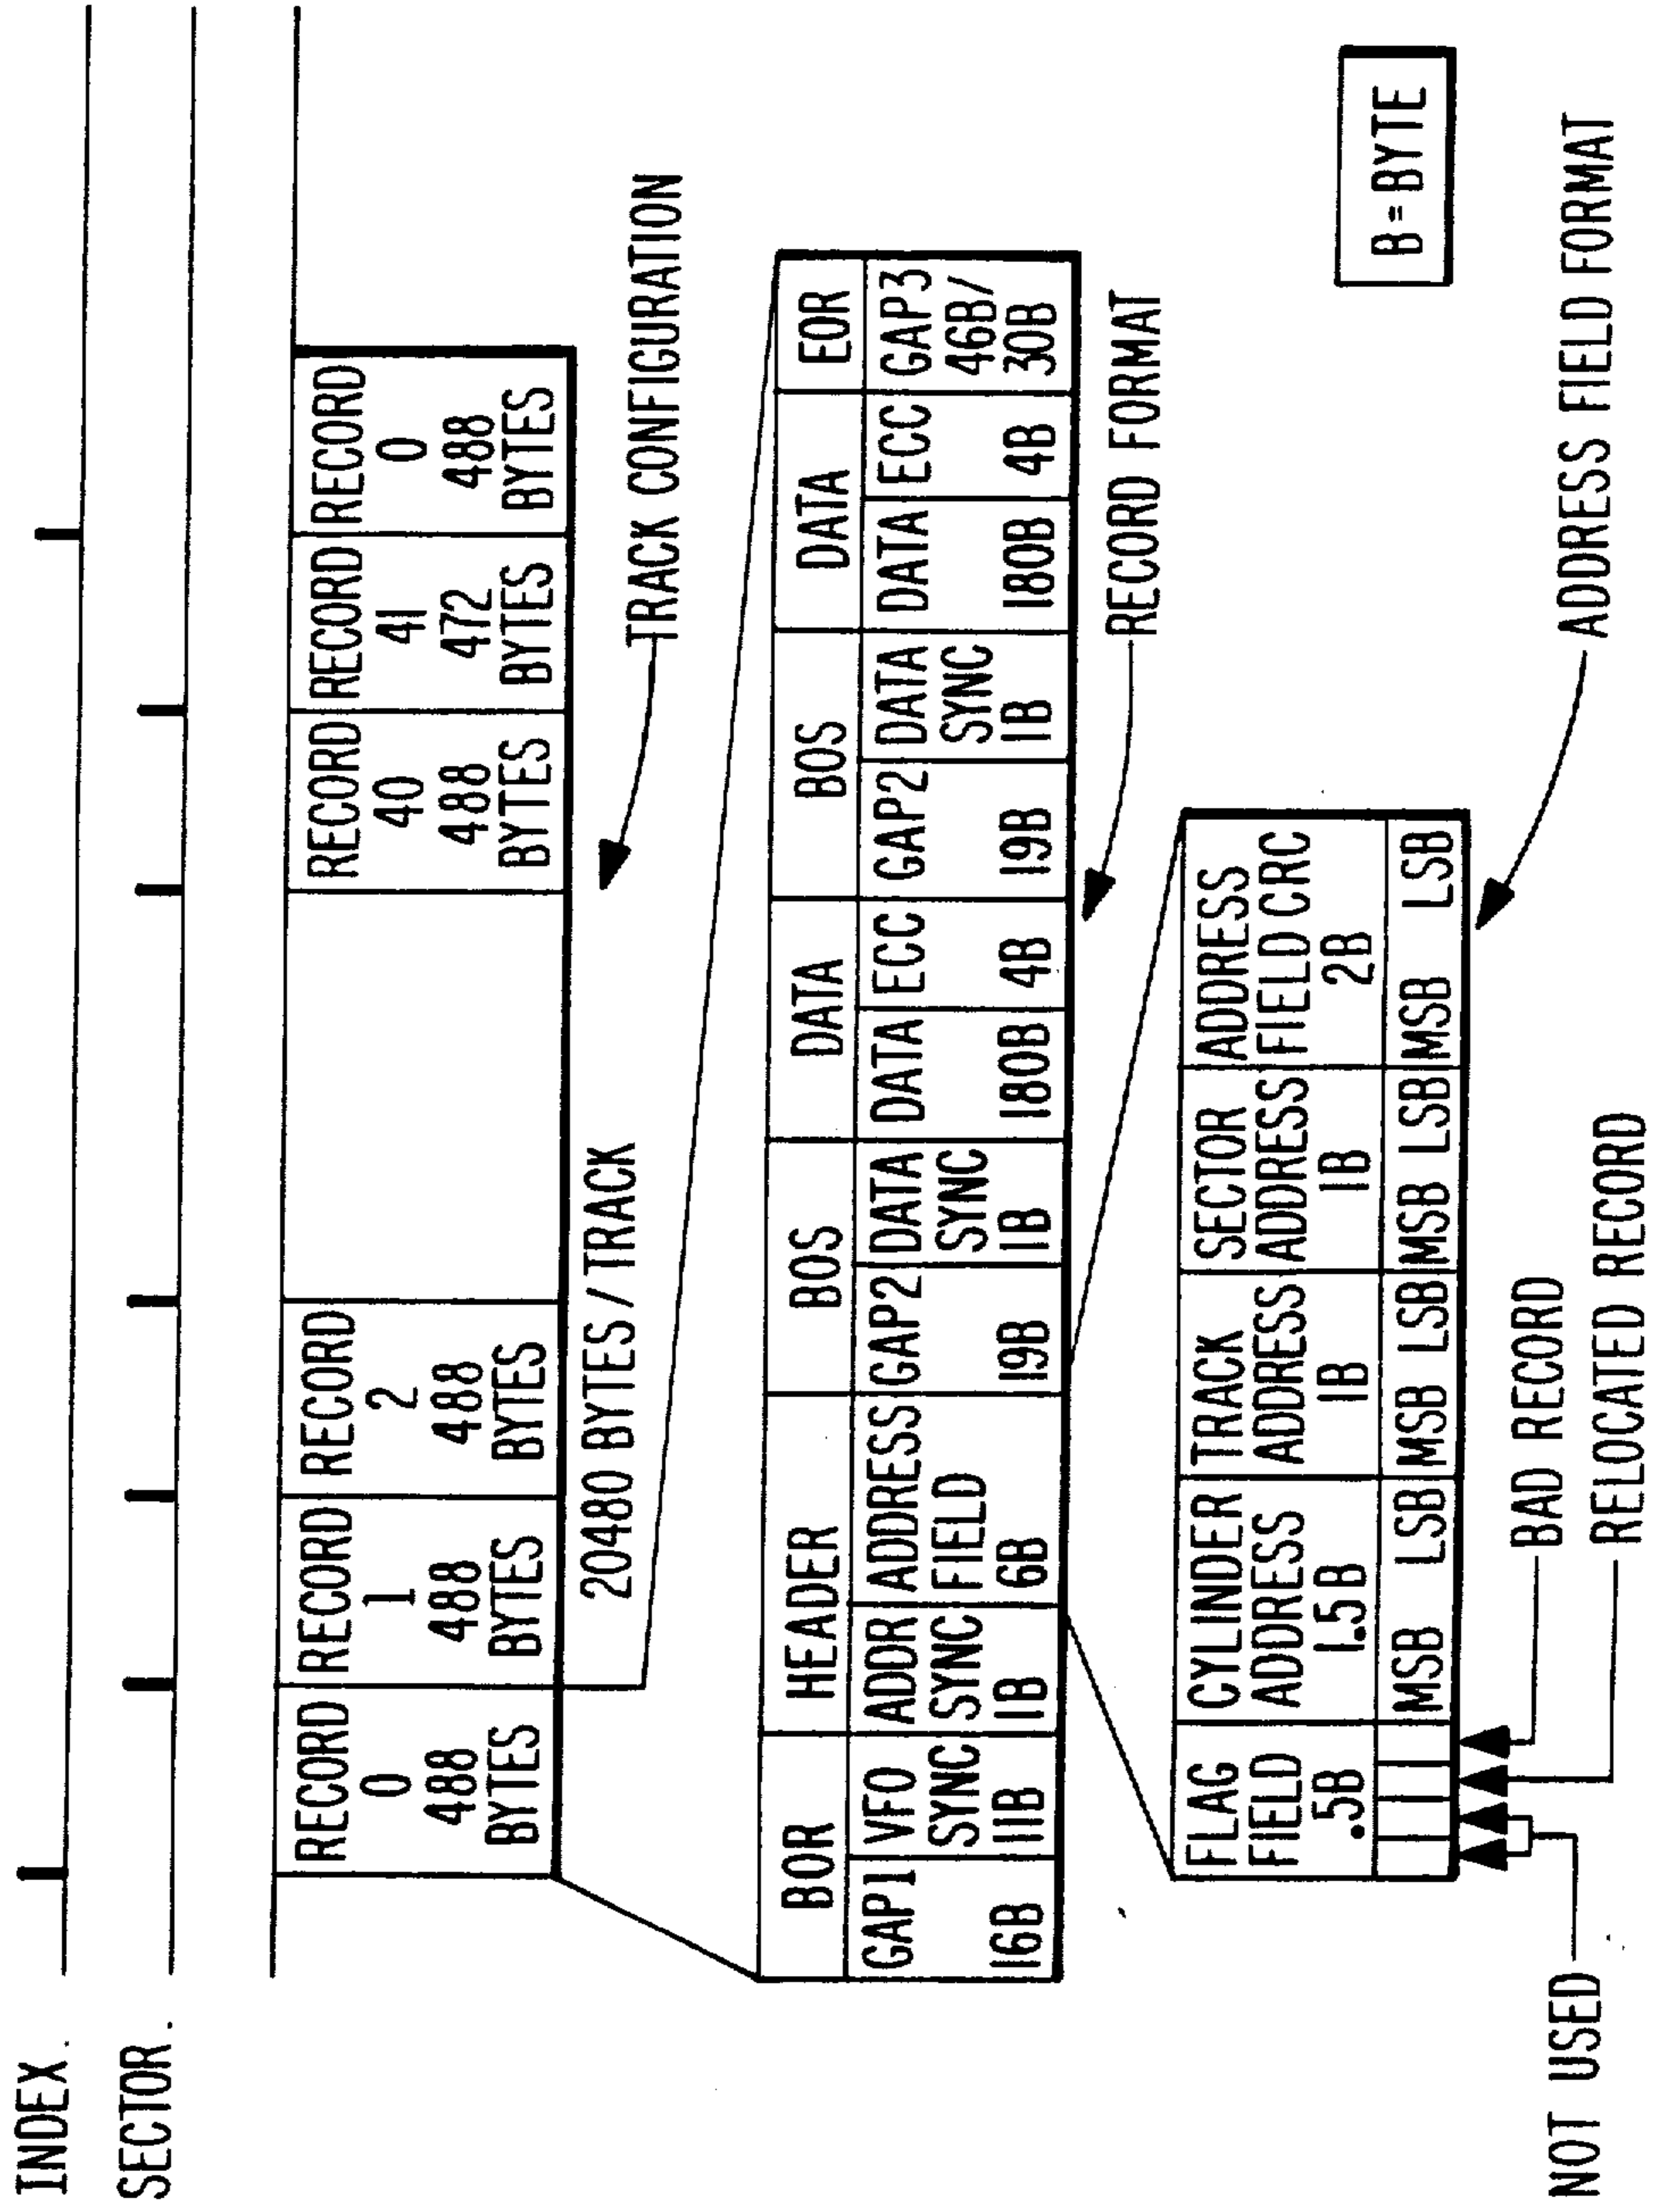 INDEX.
SECTOR.
RECORD 0 488 BYTES
RECORD 1 488 BYTES
RECORD 2 488 BYTES
RECORD 40 488 BYTES
RECORD 41 472 BYTES
RECORD 0 488 BYTES
20480 BYTES / TRACK
TRACK CONFIGURATION
BOR
HEADER
BOS
DATA
BOS
DATA
EOR
GAP1 16B
VFO SYNC 11B
ADDR SYNC 1B
ADDRESS FIELD 6B
GAP2 19B
DATA SYNC 1B
DATA 180B
ECC 4B
GAP2 19B
DATA SYNC 1B
DATA 180B
ECC 4B
GAP3 46B/ 30B
RECORD FORMAT
FLAG FIELD .5B
CYLINDER ADDRESS 1.5B
TRACK ADDRESS 1B
SECTOR ADDRESS 1B
ADDRESS FIELD CRC 2B
MSB LSB
MSB LSB
MSB LSB
MSB LSB
B = BYTE
NOT USED
BAD RECORD
RELOCATED RECORD
ADDRESS FIELD FORMAT